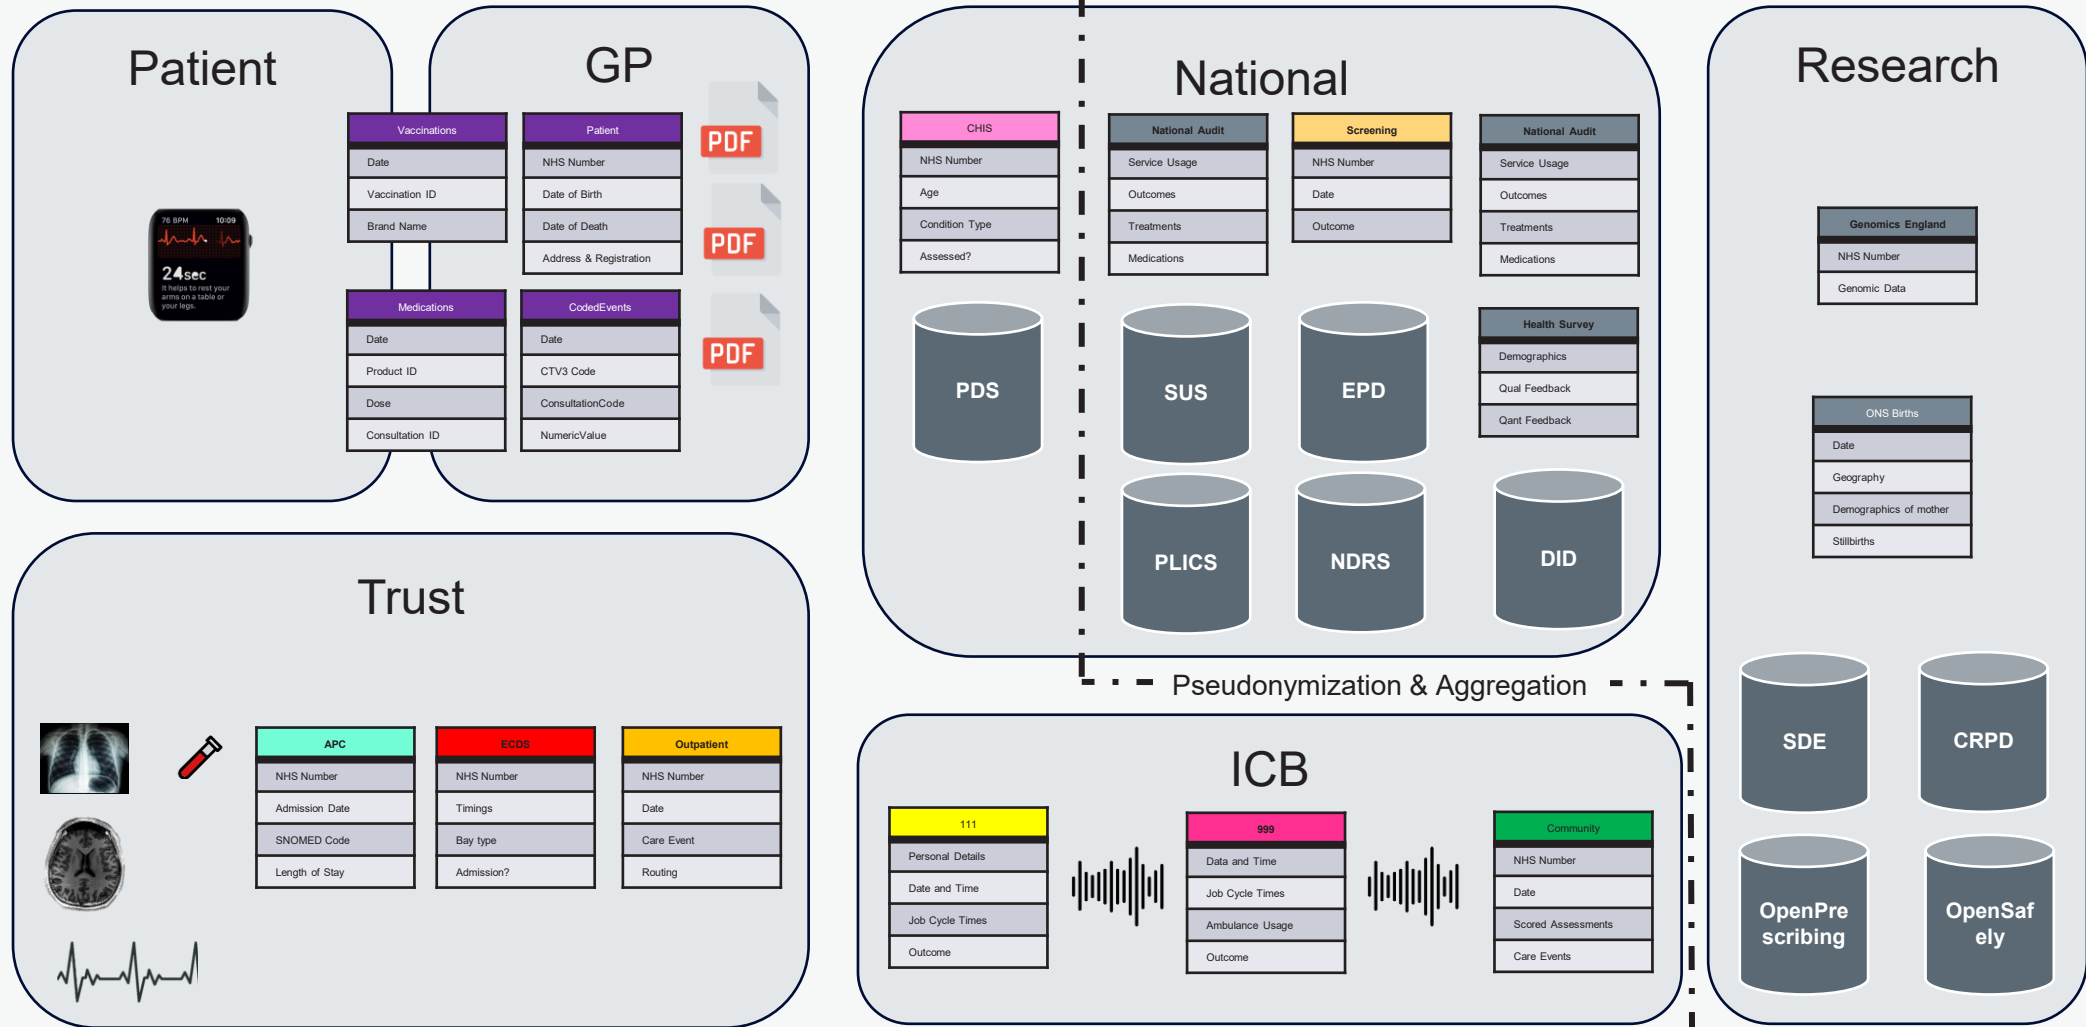 Patient
GP
National
Research
76 BPM 10:09
24sec
It helps to rest your
arms on a table or
your legs.
Vaccinations
Date
Vaccination ID
Brand Name
Patient
NHS Number
Date of Birth
Date of Death
Address & Registration
Medications
Date
Product ID
Dose
Consultation ID
CodedEvents
Date
CTV3 Code
ConsultationCode
NumericValue
PDF
PDF
PDF
CHIS
NHS Number
Age
Condition Type
Assessed?
National Audit
Service Usage
Outcomes
Treatments
Medications
Screening
NHS Number
Date
Outcome
National Audit
Service Usage
Outcomes
Treatments
Medications
Health Survey
Demographics
Qual Feedback
Qant Feedback
PDS
SUS
EPD
PLICS
NDRS
DID
Genomics England
NHS Number
Genomic Data
ONS Births
Date
Geography
Demographics of mother
Stillbirths
SDE
CRPD
OpenPre
scribing
OpenSaf
ely
Pseudonymization & Aggregation
Trust
APC
NHS Number
Admission Date
SNOMED Code
Length of Stay
ECDS
NHS Number
Timings
Bay type
Admission?
Outpatient
NHS Number
Date
Care Event
Routing
ICB
111
Personal Details
Date and Time
Job Cycle Times
Outcome
999
Data and Time
Job Cycle Times
Ambulance Usage
Outcome
Community
NHS Number
Date
Scored Assessments
Care Events